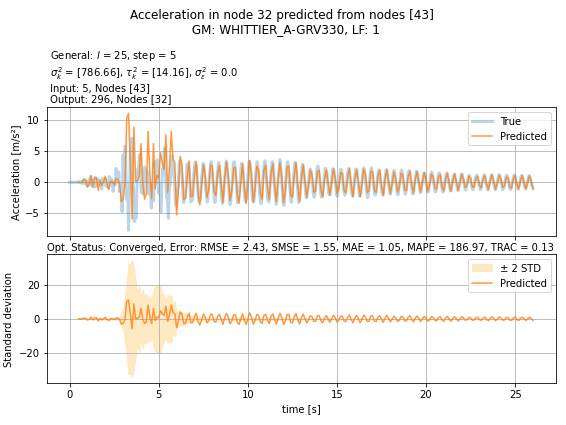 Acceleration in node 32 predicted from nodes [43]
GM: WHITTIER_A-GRV330, LF: 1
General: l = 25, step = 5
σ²ₖ = [786.66], τ²ₖ = [14.16], σ²ε = 0.0
Input: 5, Nodes [43]
Output: 296, Nodes [32]
Acceleration [m/s²]
10
5
0
−5
True
Predicted
Opt. Status: Converged, Error: RMSE = 2.43, SMSE = 1.55, MAE = 1.05, MAPE = 186.97, TRAC = 0.13
Standard deviation
20
0
−20
± 2 STD
Predicted
0 5 10 15 20 25
time [s]